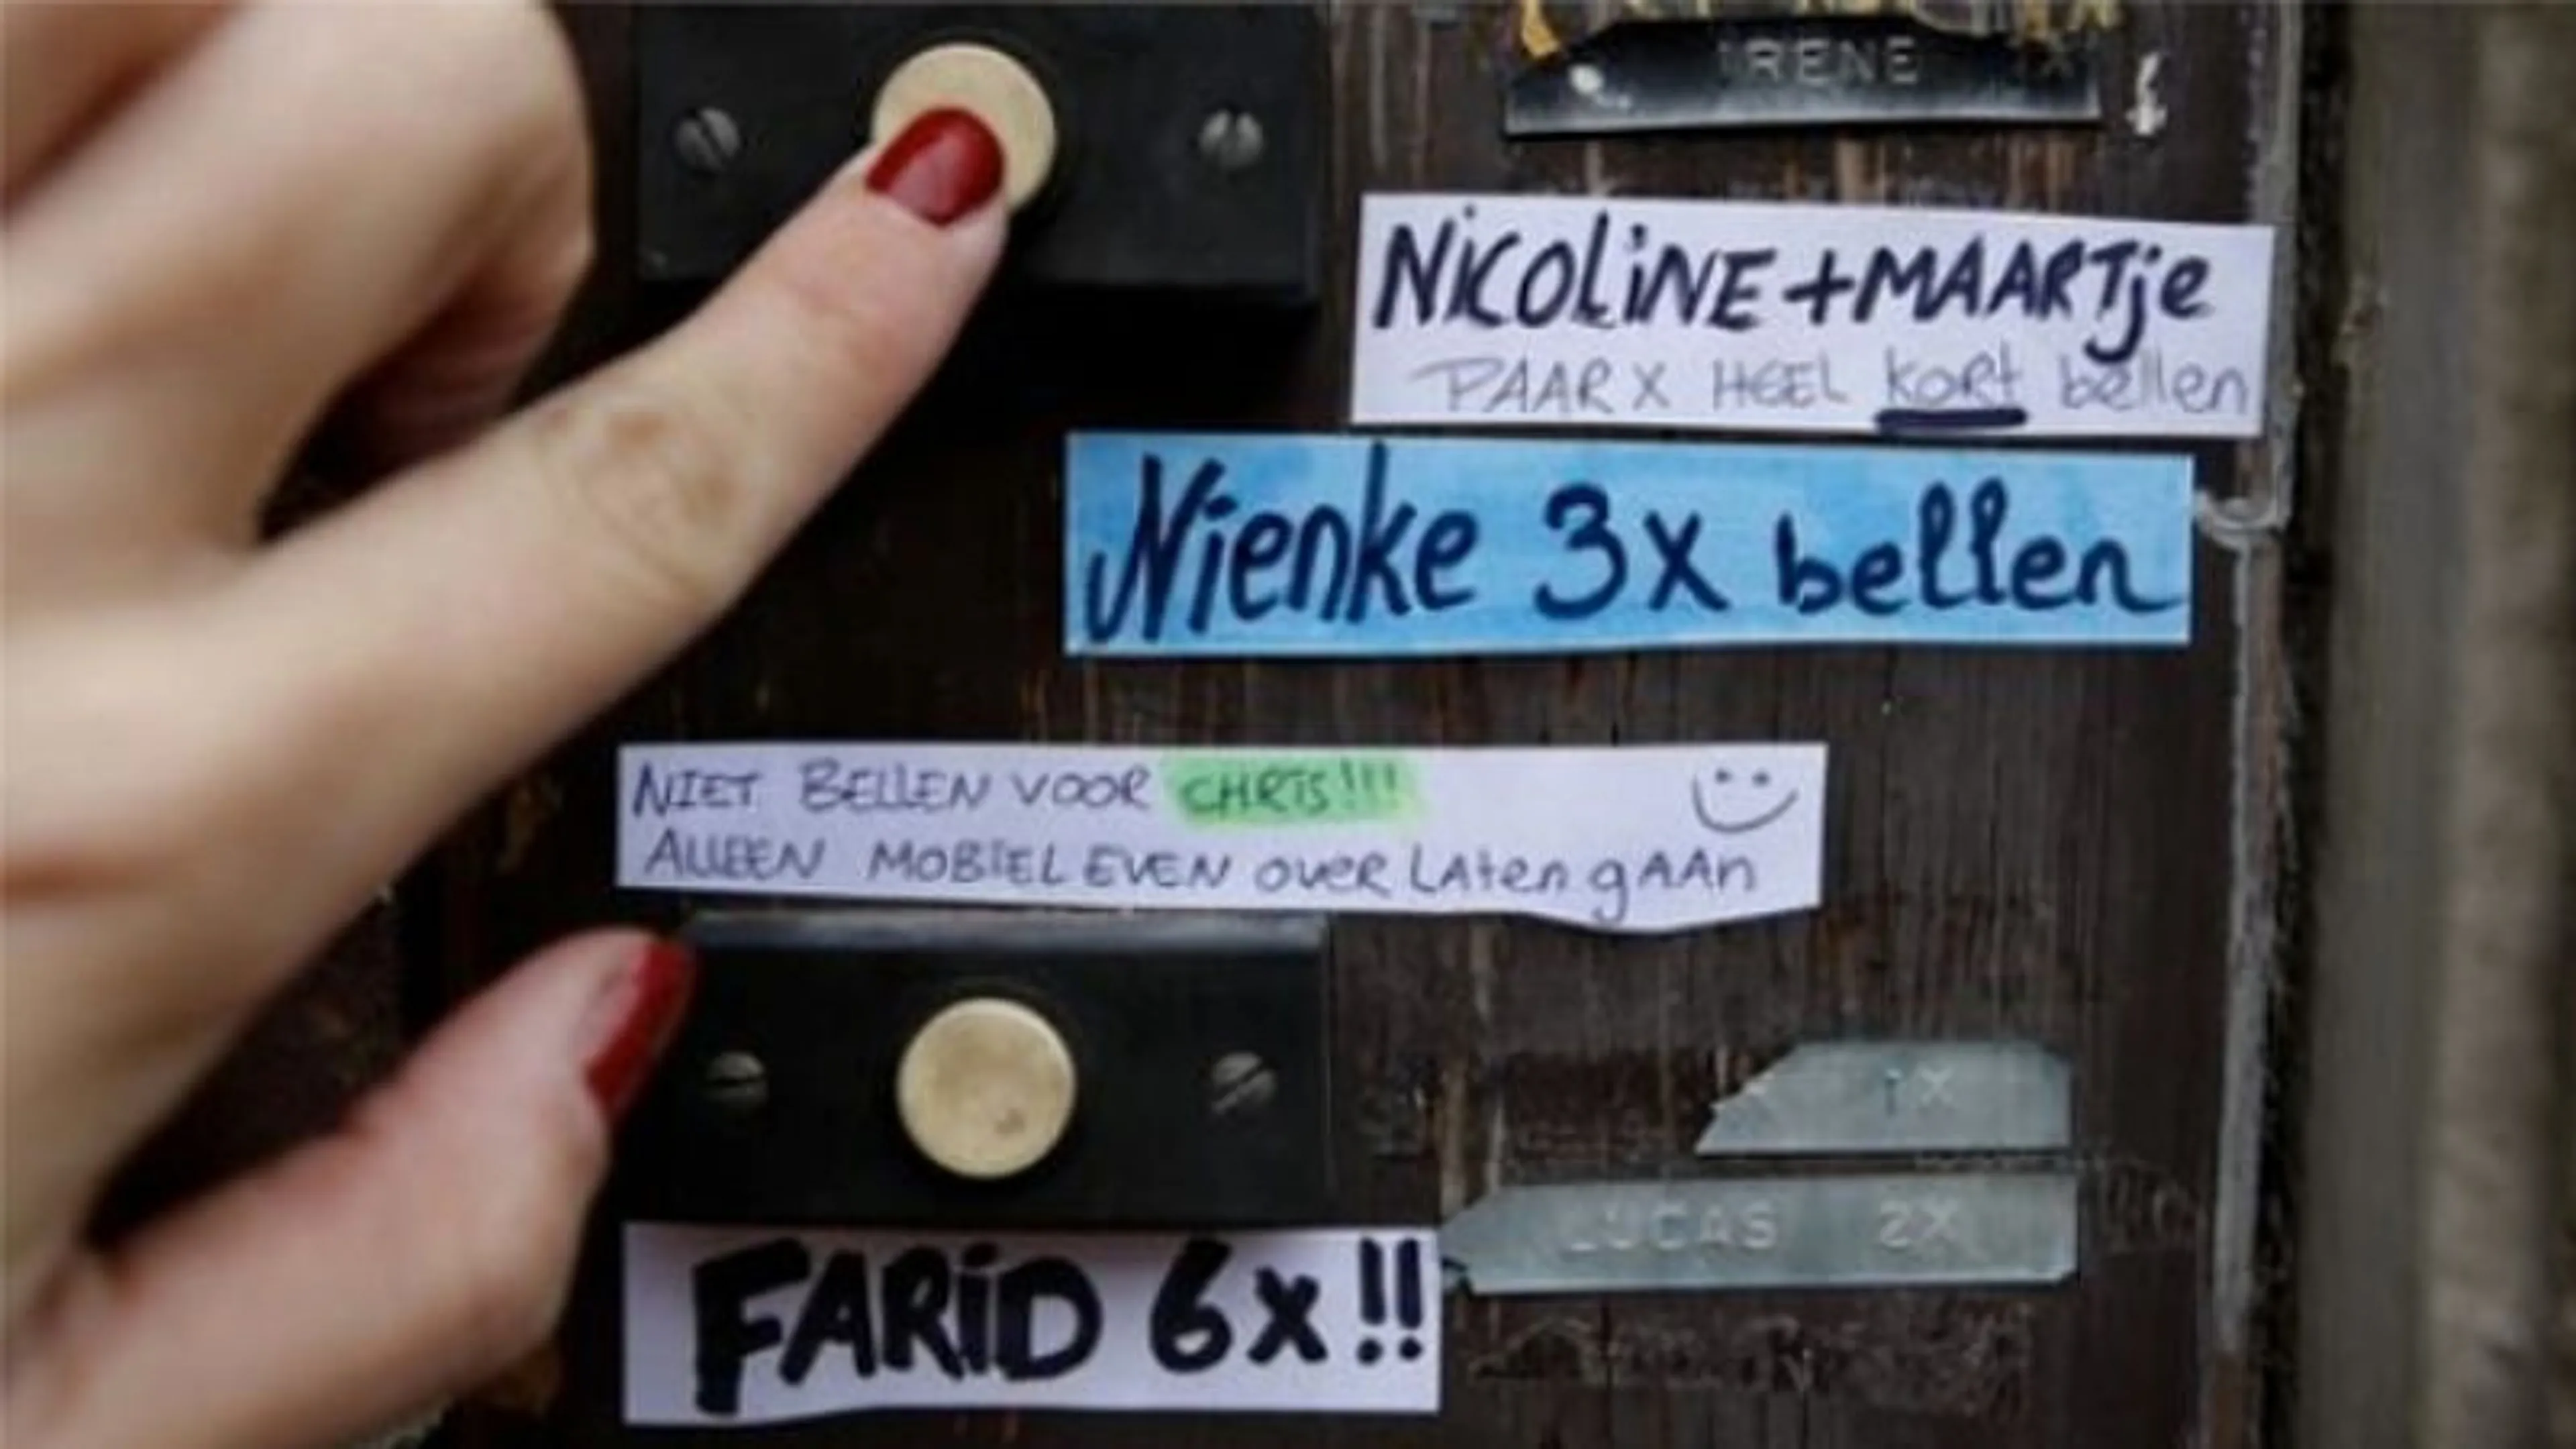 IRENE
NICOLINE + MAARTje
PAAR X HEEL kort bellen
Nienke 3x bellen
NIET BELLEN VOOR CHRIS!!!
ALLEEN MOBIEL EVEN over LAten gAAn
1X
LUCAS 2X
FARID 6x!!